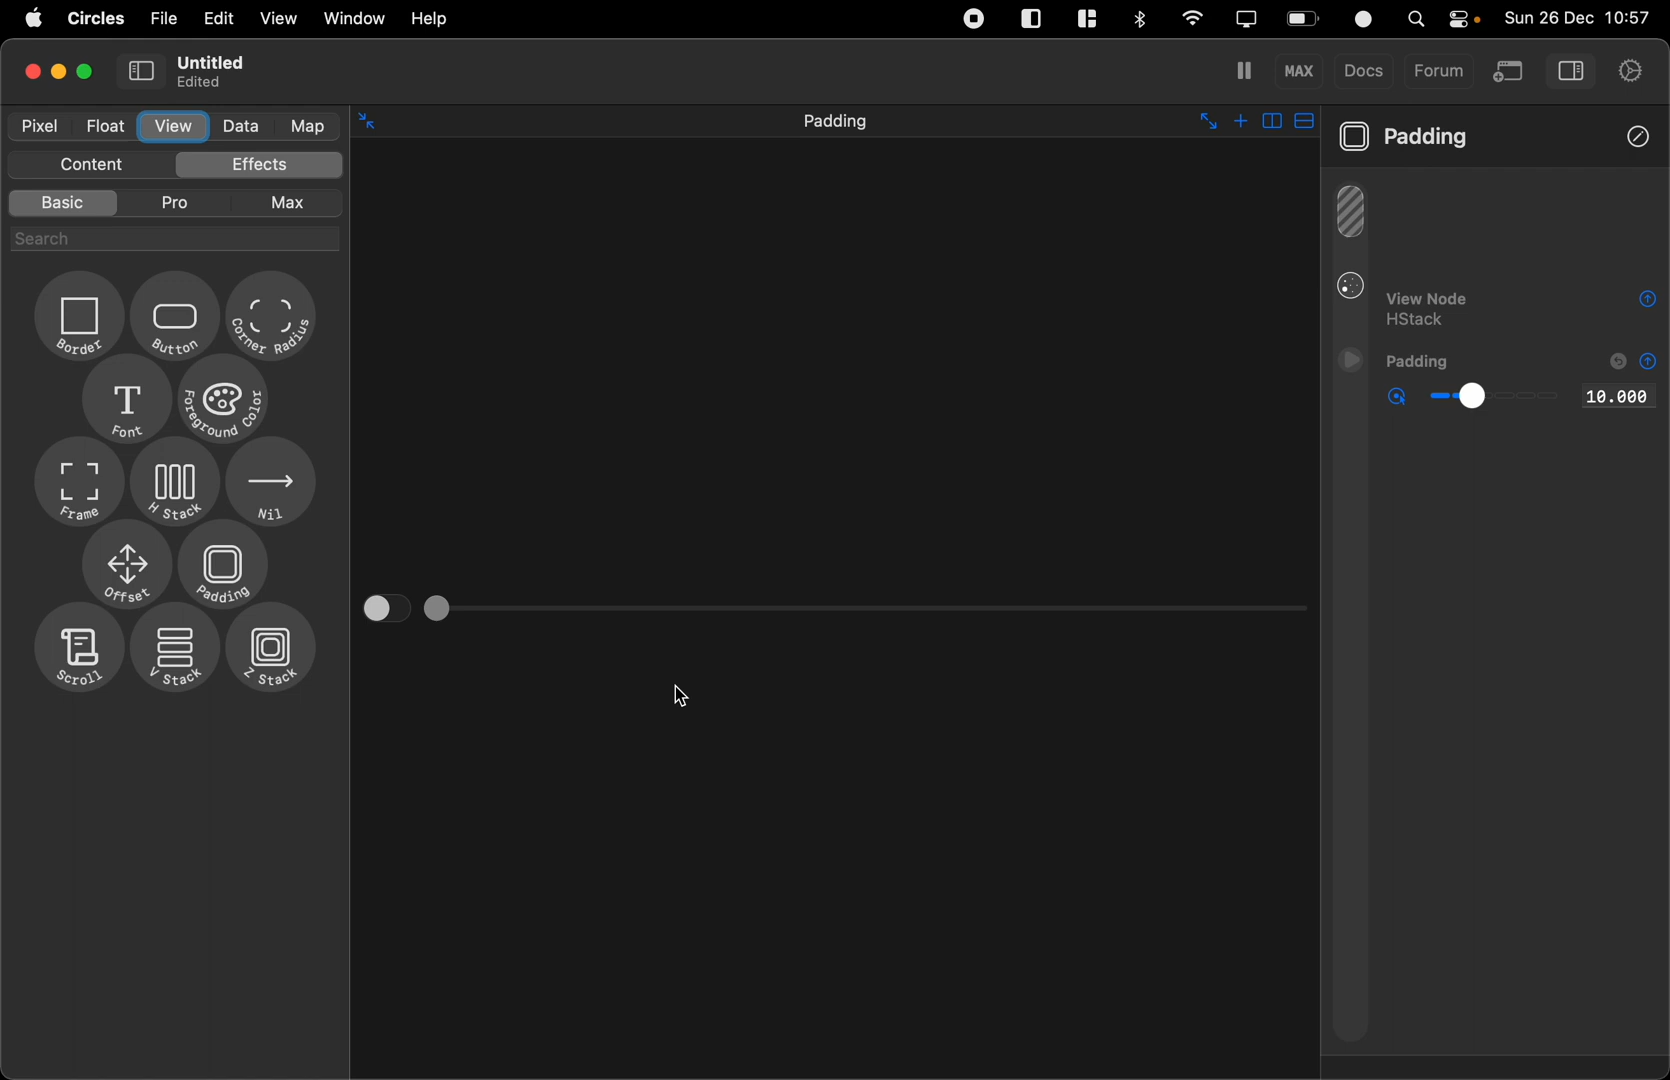 Circles File Edit View Window Help Sun 26 Dec 10:57
Untitled
Edited
MAX Docs Forum
Pixel Float View Data Map
Content Effects
Basic Pro Max
Search
Border Button Corner Radius
Font Foreground Color
Frame H Stack Nil
Offset Padding
Scroll V Stack Z Stack
Padding
Padding
View Node
HStack
Padding
10.000